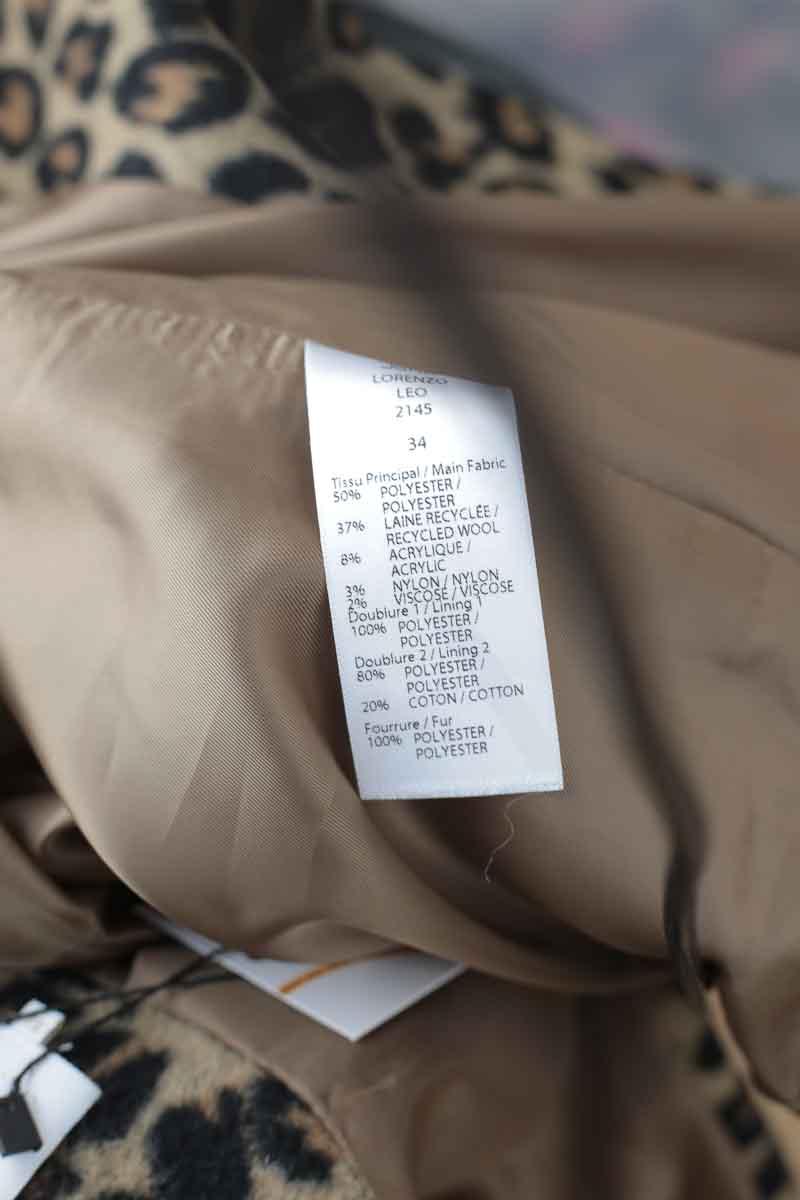 LORENZO
LEO
2145
34
Tissu Principal / Main Fabric
50% POLYESTER /
POLYESTER
37% LAINE RECYCLÉE /
RECYCLED WOOL
8% ACRYLIQUE /
ACRYLIC
3% NYLON / NYLON
2% VISCOSE / VISCOSE
Doublure 1 / Lining 1
100% POLYESTER /
POLYESTER
Doublure 2 / Lining 2
80% POLYESTER /
POLYESTER
20% COTON / COTTON
Fourrure / Fur
100% POLYESTER /
POLYESTER